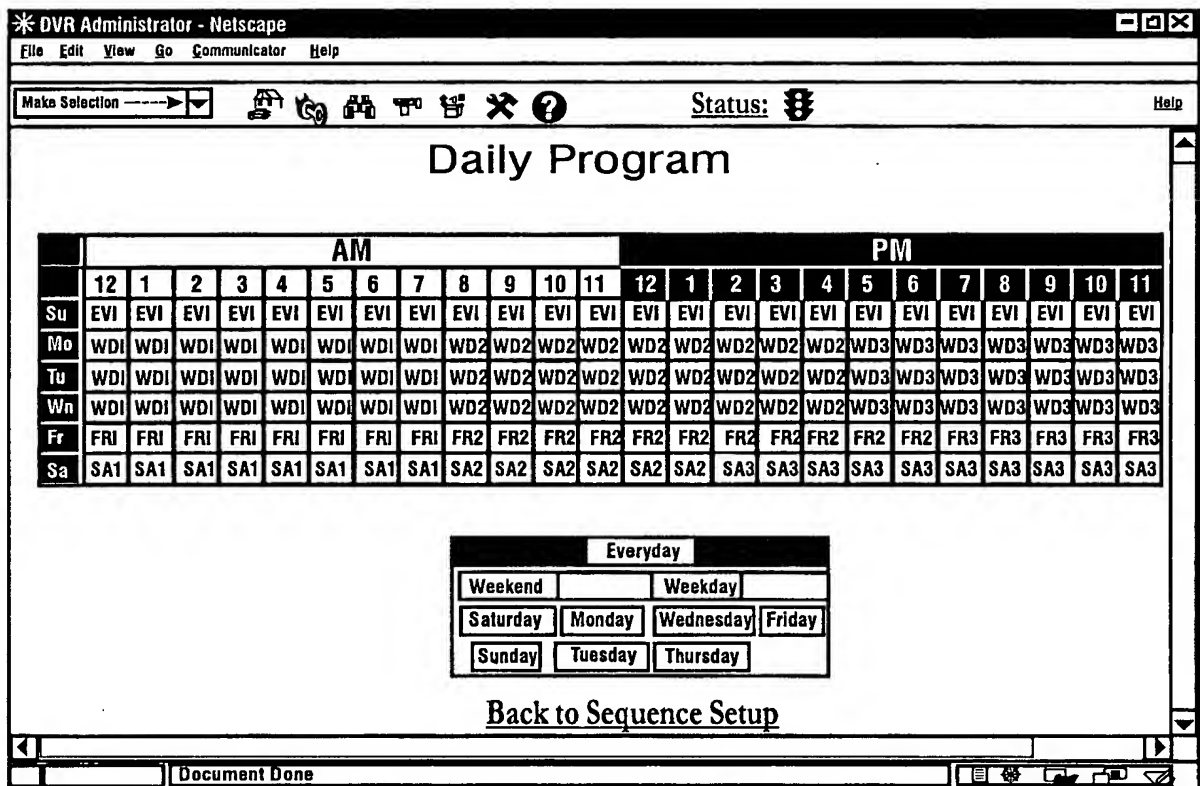 DVR Administrator - Netscape
File Edit View Go Communicator Help
Make Selection Status: Help
Daily Program
AM PM
12 1 2 3 4 5 6 7 8 9 10 11 12 1 2 3 4 5 6 7 8 9 10 11
Su EVI EVI EVI EVI EVI EVI EVI EVI EVI EVI EVI EVI EVI EVI EVI EVI EVI EVI EVI EVI EVI EVI EVI EVI
Mo WDI WDI WDI WDI WDI WDI WDI WDI WD2 WD2 WD2 WD2 WD2 WD2 WD2 WD2 WD2 WD3 WD3 WD3 WD3 WD3 WD3 WD3
Tu WDI WDI WDI WDI WDI WDI WDI WDI WD2 WD2 WD2 WD2 WD2 WD2 WD2 WD2 WD2 WD3 WD3 WD3 WD3 WD3 WD3 WD3
Wn WDI WDI WDI WDI WDI WDI WDI WDI WD2 WD2 WD2 WD2 WD2 WD2 WD2 WD2 WD2 WD3 WD3 WD3 WD3 WD3 WD3 WD3
Fr FRI FRI FRI FRI FRI FRI FRI FRI FR2 FR2 FR2 FR2 FR2 FR2 FR2 FR2 FR2 FR2 FR2 FR3 FR3 FR3 FR3 FR3
Sa SA1 SA1 SA1 SA1 SA1 SA1 SA1 SA1 SA2 SA2 SA2 SA2 SA2 SA2 SA3 SA3 SA3 SA3 SA3 SA3 SA3 SA3 SA3 SA3
Everyday
Weekend Weekday
Saturday Monday Wednesday Friday
Sunday Tuesday Thursday
Back to Sequence Setup
Document Done